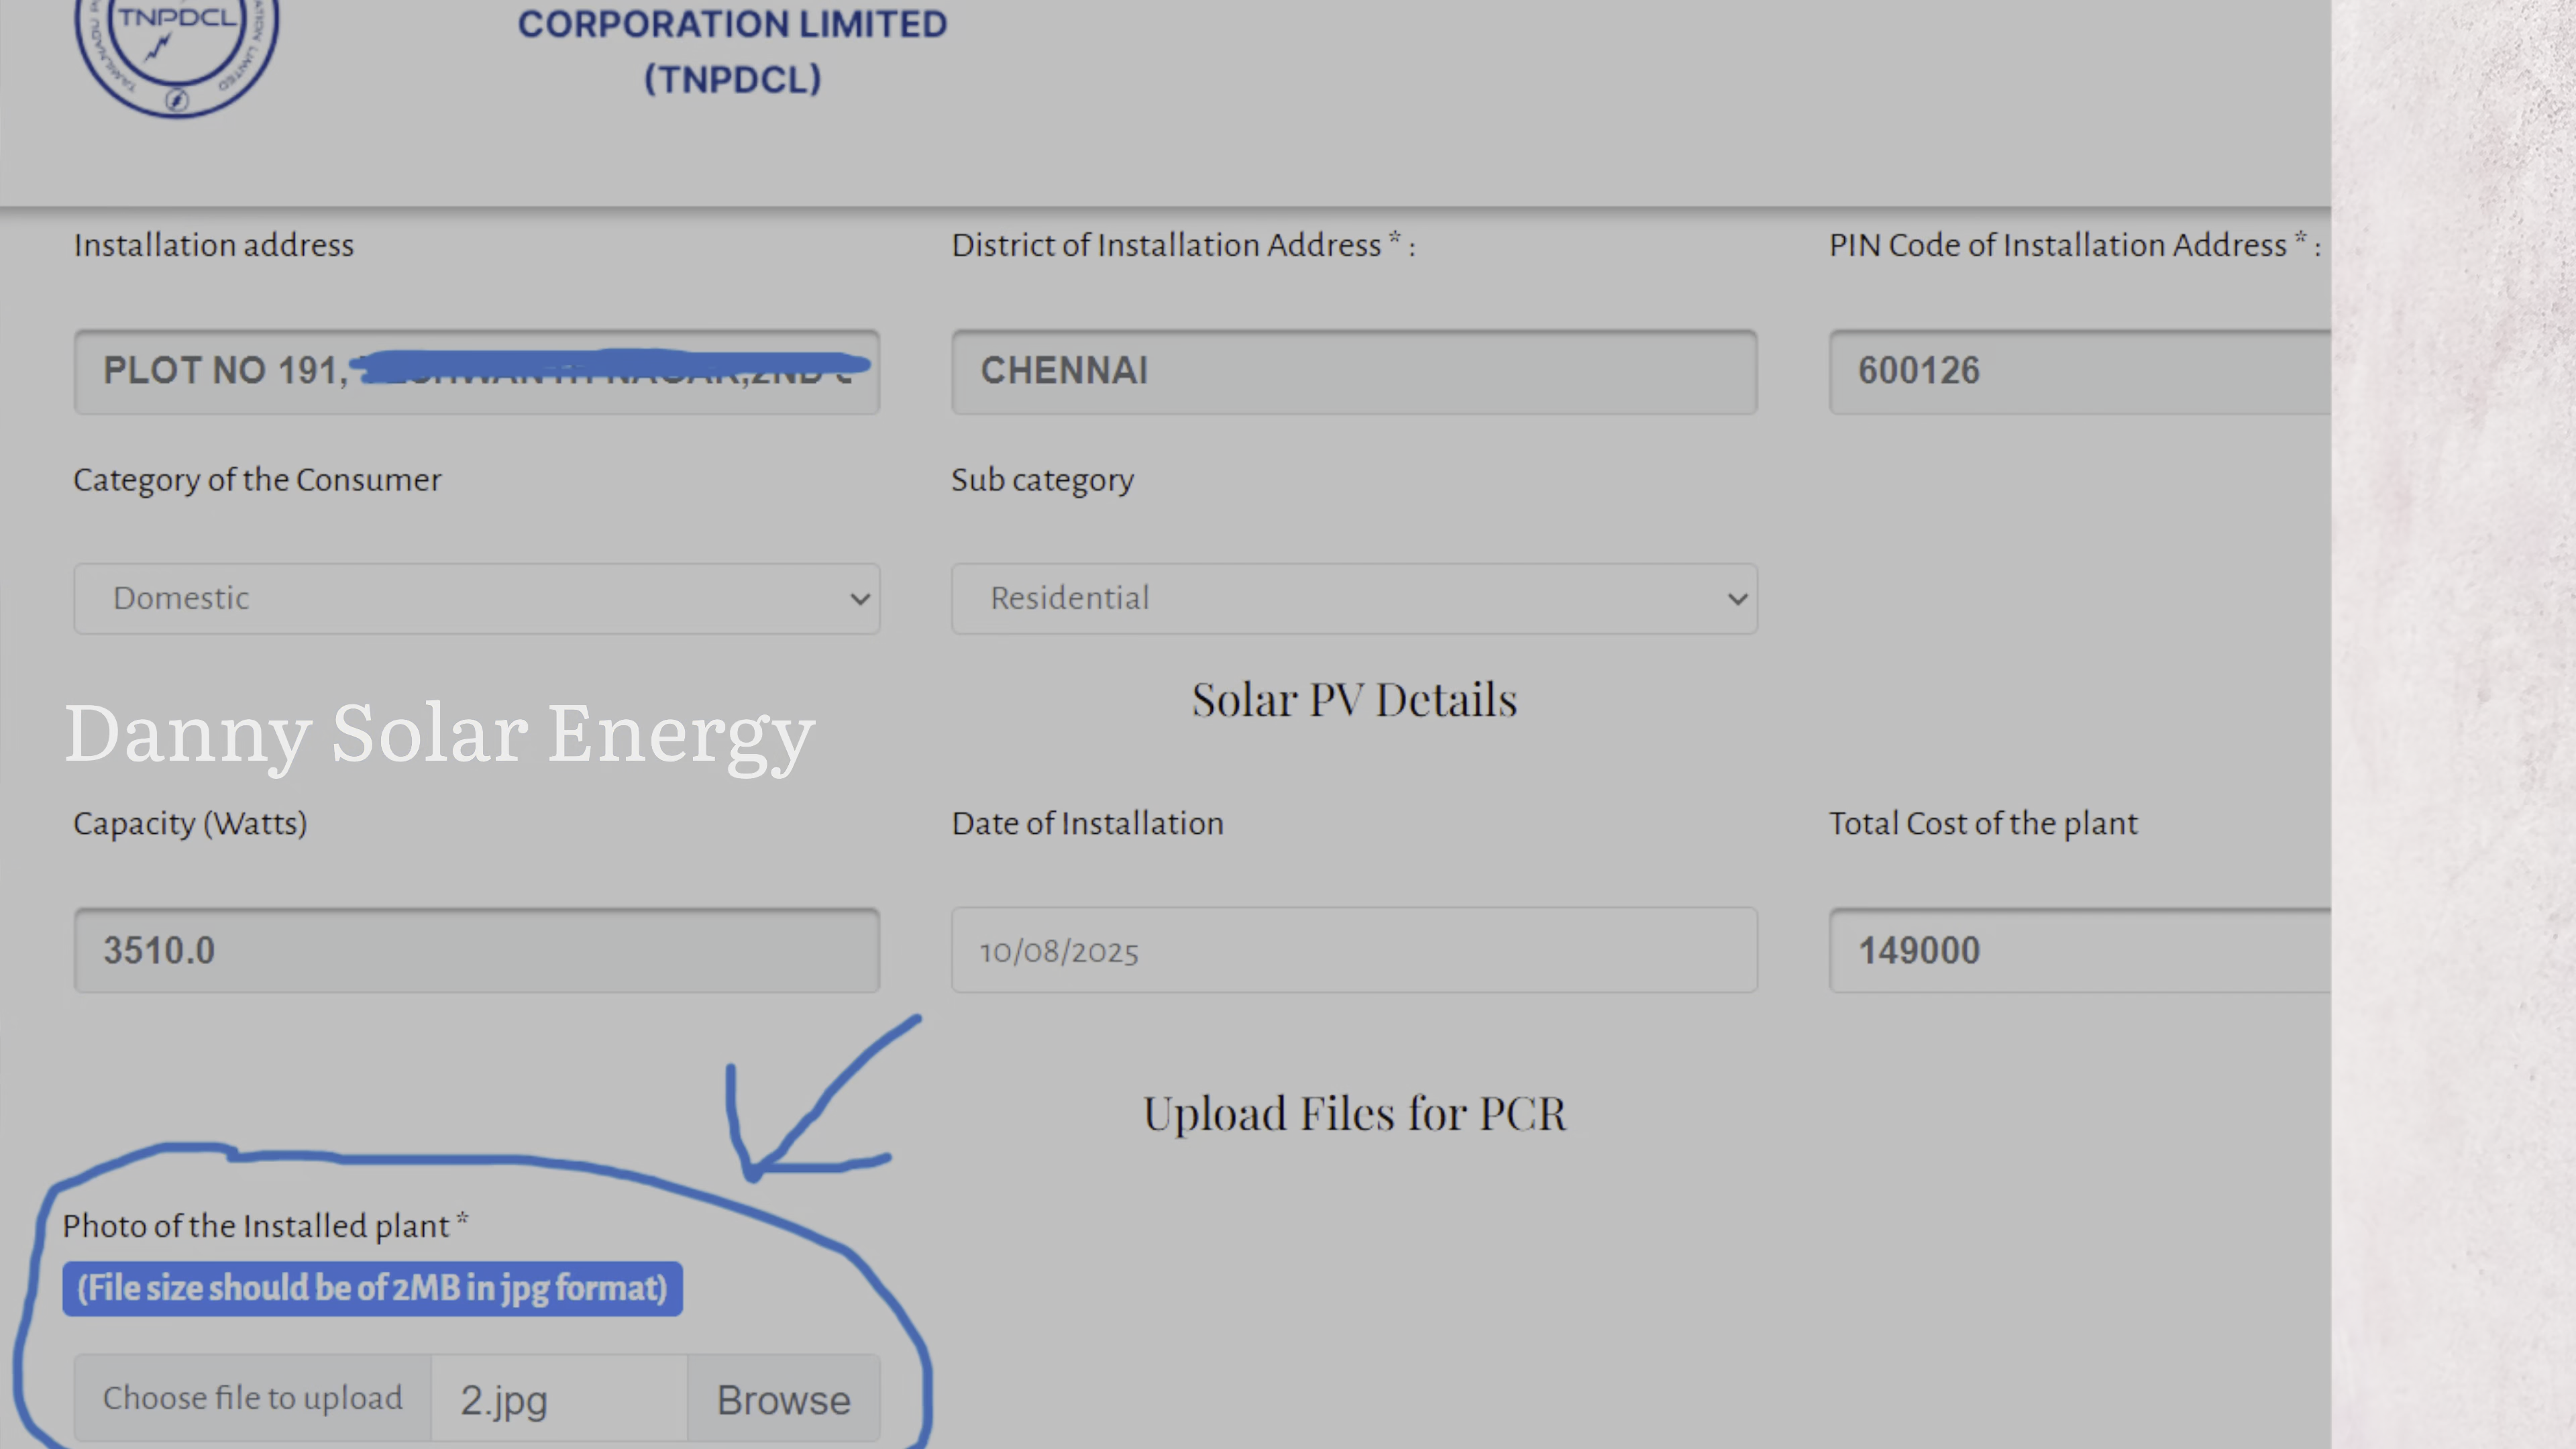 TNPDCL
CORPORATION LIMITED
(TNPDCL)
Installation address
District of Installation Address * :
PIN Code of Installation Address * :
PLOT NO 191,
CHENNAI
600126
Category of the Consumer
Sub category
Domestic
Residential
Solar PV Details
Danny Solar Energy
Capacity (Watts)
Date of Installation
Total Cost of the plant
3510.0
10/08/2025
149000
Upload Files for PCR
Photo of the Installed plant *
(File size should be of 2MB in jpg format)
Choose file to upload
2.jpg
Browse